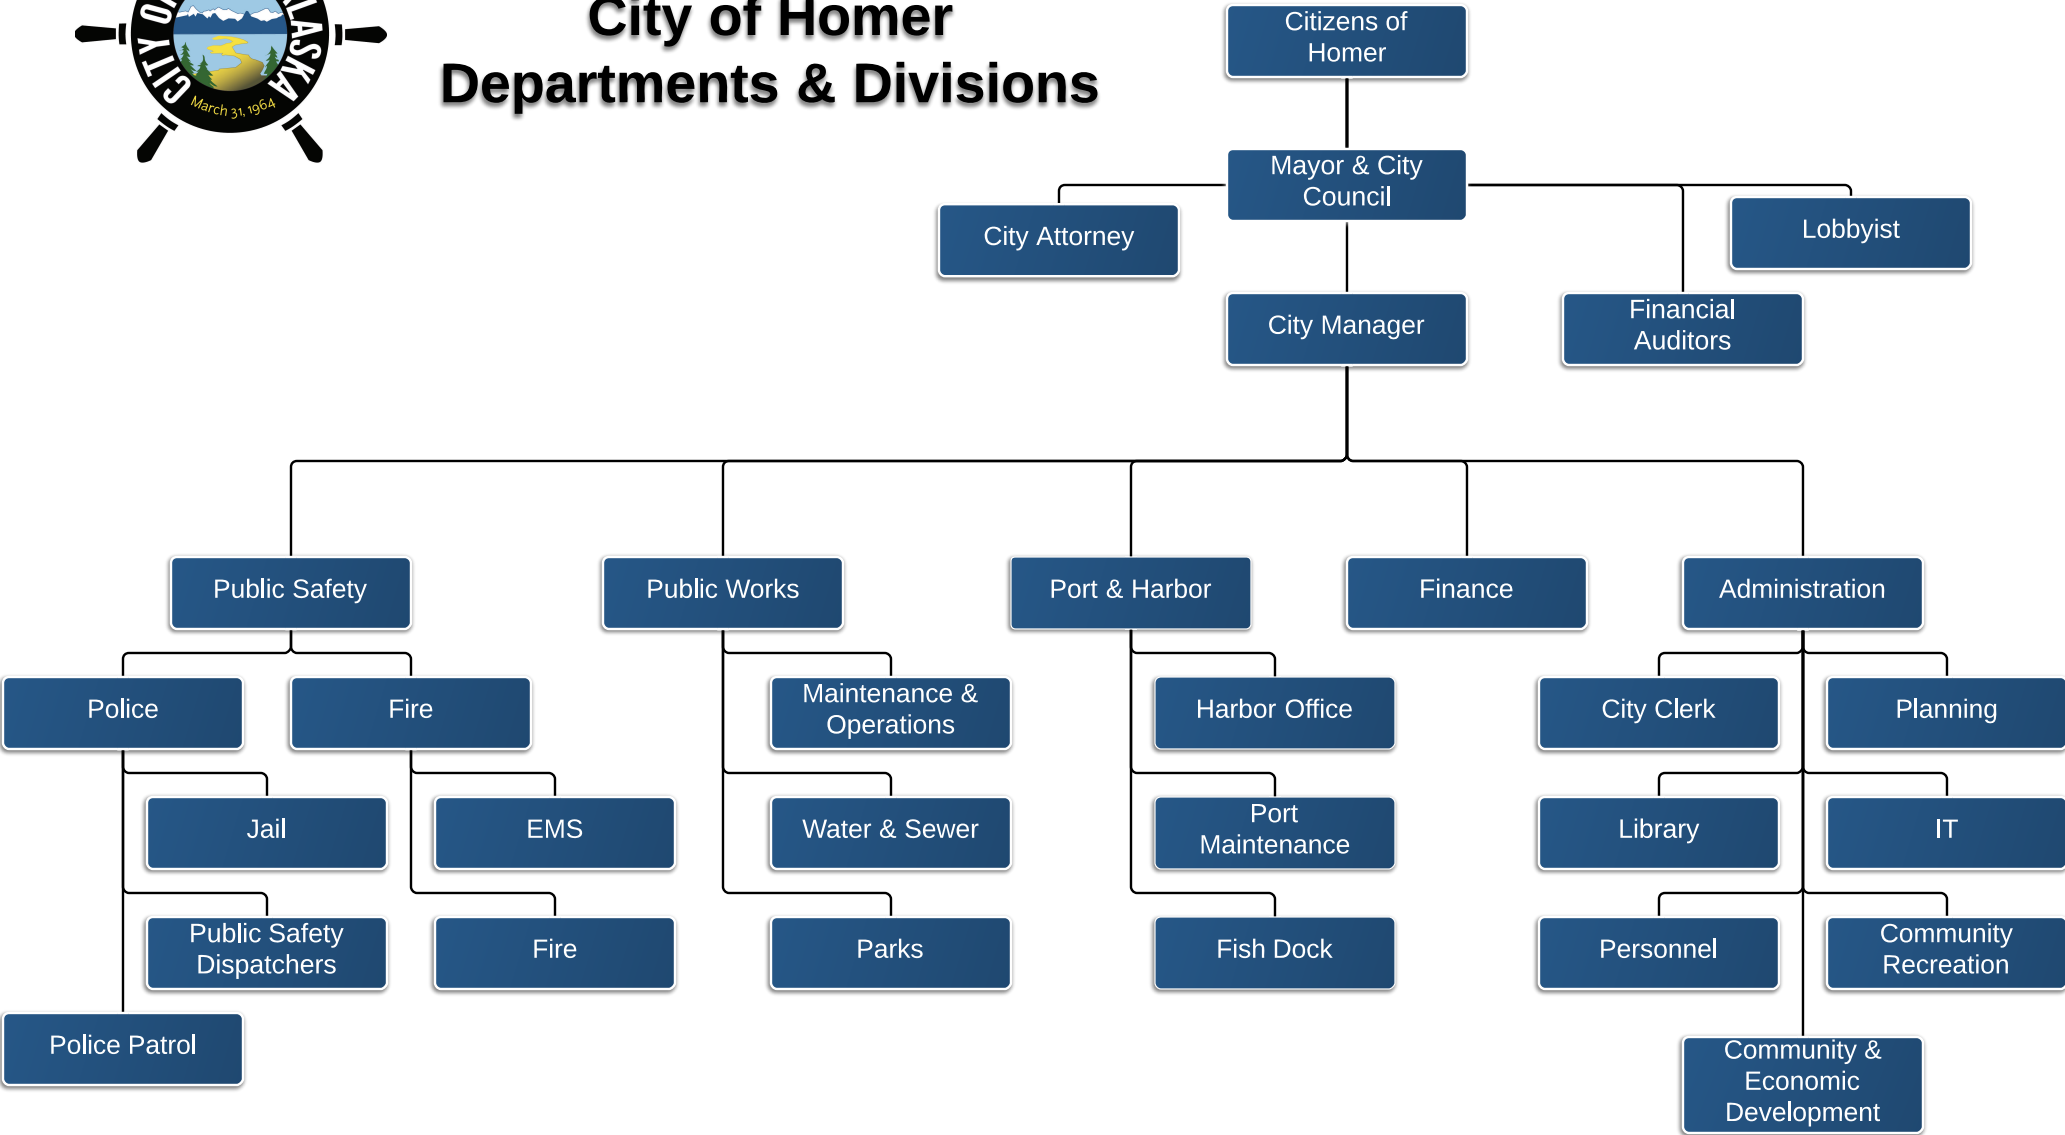 CITY O
LASKA
March 31, 1964
City of Homer
Departments & Divisions
Citizens of
Homer
Mayor & City
Council
City Attorney
Lobbyist
City Manager
Financial
Auditors
Public Safety
Public Works
Port & Harbor
Finance
Administration
Police
Fire
Maintenance &
Operations
Harbor Office
City Clerk
Planning
Jail
EMS
Water & Sewer
Port
Maintenance
Library
IT
Public Safety
Dispatchers
Fire
Parks
Fish Dock
Personnel
Community
Recreation
Police Patrol
Community &
Economic
Development